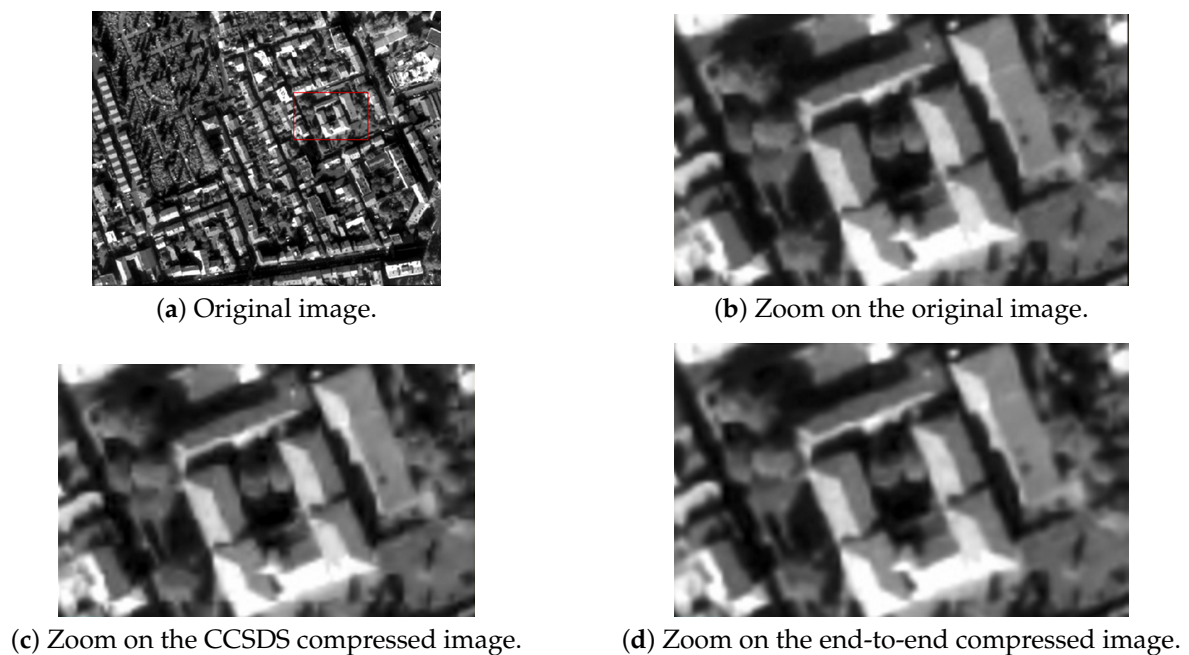 (a) Original image.
(b) Zoom on the original image.
(c) Zoom on the CCSDS compressed image.
(d) Zoom on the end-to-end compressed image.